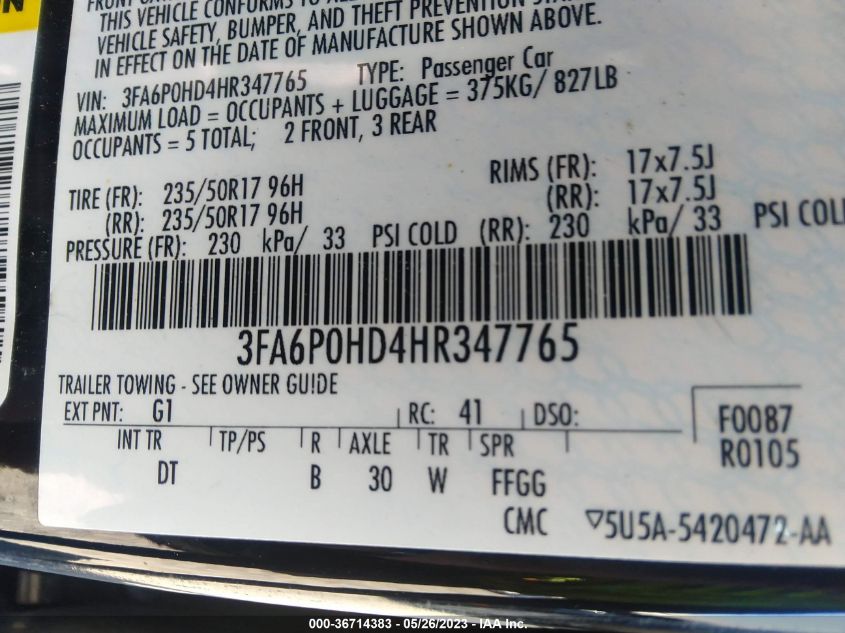 THIS VEHICLE CONFORMS TO
VEHICLE SAFETY, BUMPER, AND THEFT PREVENTION
IN EFFECT ON THE DATE OF MANUFACTURE SHOWN ABOVE.
VIN: 3FA6P0HD4HR347765 TYPE: Passenger Car
MAXIMUM LOAD = OCCUPANTS + LUGGAGE = 375KG/ 827LB
OCCUPANTS = 5 TOTAL; 2 FRONT, 3 REAR
TIRE (FR): 235/50R17 96H RIMS (FR): 17x7.5J
(RR): 235/50R17 96H (RR): 17x7.5J
PRESSURE (FR): 230 kPa/ 33 PSI COLD (RR): 230 kPa/ 33 PSI COLD
3FA6P0HD4HR347765
TRAILER TOWING - SEE OWNER GUIDE
EXT PNT: G1 RC: 41 DSO: F0087
INT TR TP/PS R AXLE TR SPR R0105
DT B 30 W FFGG
CMC ▽5U5A-5420472-AA
000-36714383 / 05/26/2023 - IAA Inc.